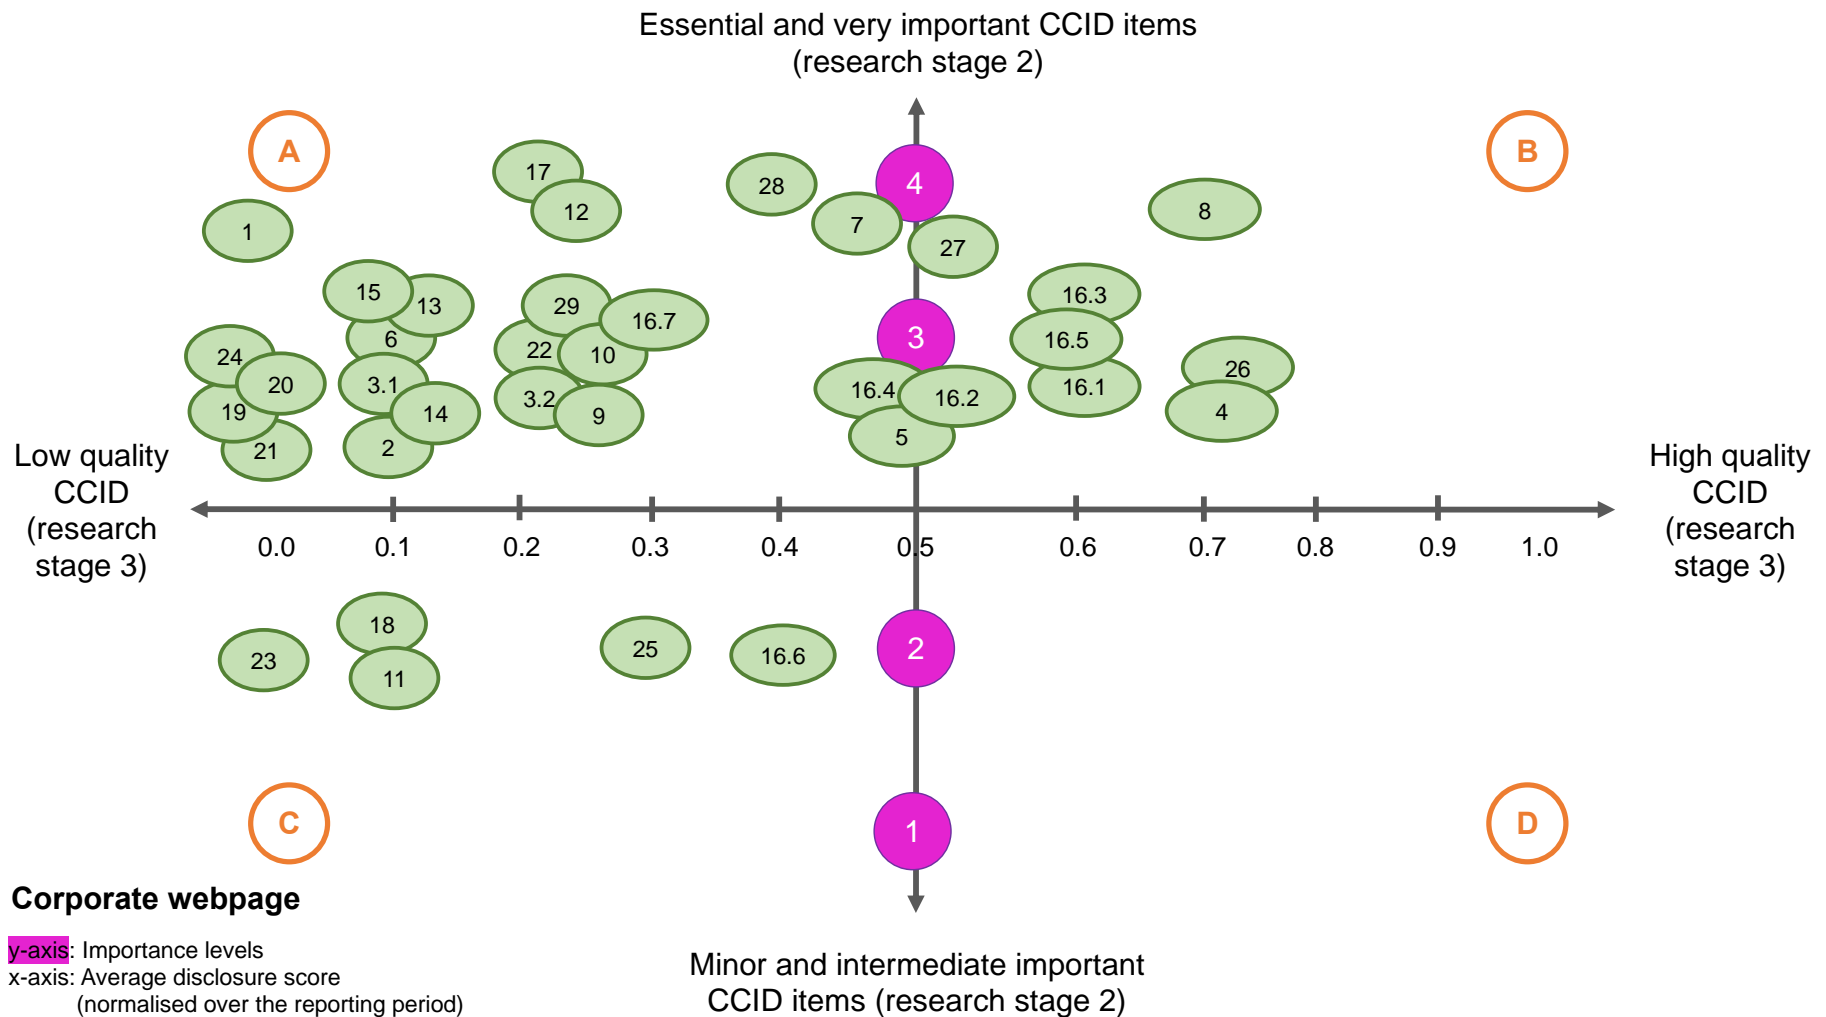 Essential and very important CCID items
(research stage 2)
A
B
17
28
4
12
8
7
1
27
15
13
29
16.3
16.7
6
3
16.5
22
10
24
26
20
3.1
16.4
16.1
3.2
16.2
19
14
9
4
5
2
21
Low quality
CCID
(research
stage 3)
High quality
CCID
(research
stage 3)
0.0
0.1
0.2
0.3
0.4
0.5
0.6
0.7
0.8
0.9
1.0
18
23
25
16.6
2
11
C
1
D
Corporate webpage
y-axis: Importance levels
x-axis: Average disclosure score
(normalised over the reporting period)
Minor and intermediate important
CCID items (research stage 2)